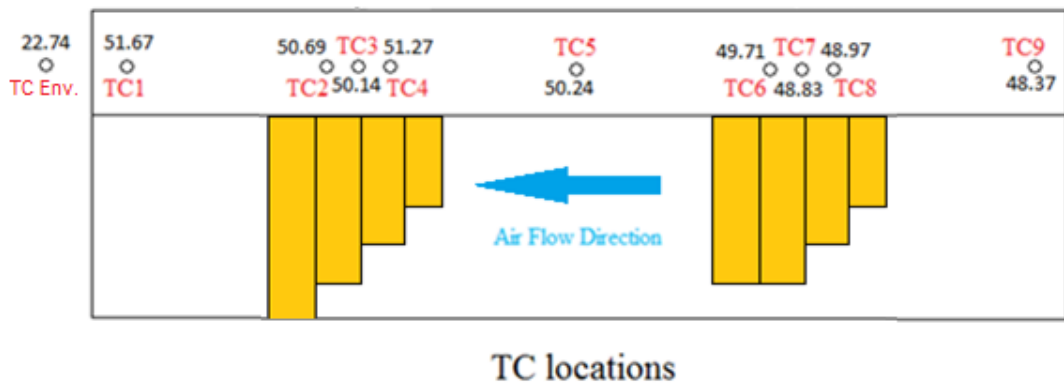 22.74
TC Env.
51.67
TC1
50.69 TC3 51.27
TC2 50.14 TC4
TC5
50.24
49.71 TC7 48.97
TC6 48.83 TC8
TC9
48.37
Air Flow Direction
TC locations